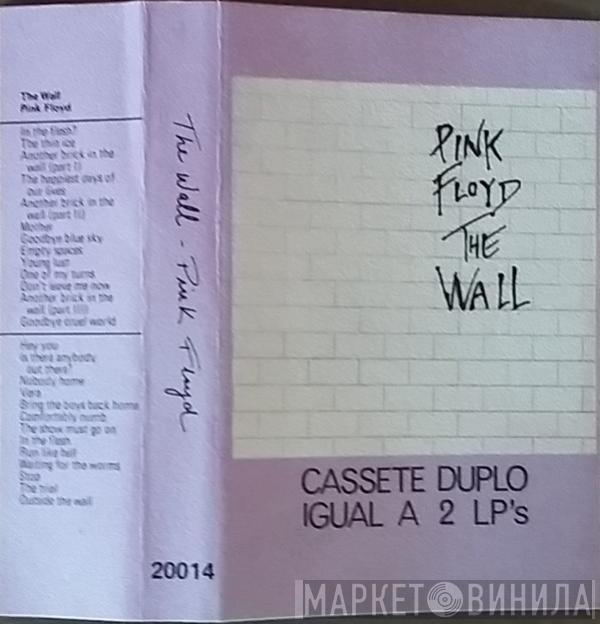 The Wall
Pink Floyd
In the flesh?
The thin ice
Another brick in the
wall (part I)
The happiest days of
our lives
Another brick in the
wall (part II)
Mother
Goodbye blue sky
Empty spaces
Young lust
One of my turns
Don't leave me now
Another brick in the
wall (part III)
Goodbye cruel world
Hey you
Is there anybody
out there?
Nobody home
Vera
Bring the boys back home
Comfortably numb
The show must go on
In the flesh
Run like hell
Waiting for the worms
Stop
The trial
Outside the wall
The Wall - Pink Floyd
20014
PINK
FLOYD
THE
WALL
CASSETE DUPLO
IGUAL A 2 LP's
МАРКЕТ ВИНИЛА